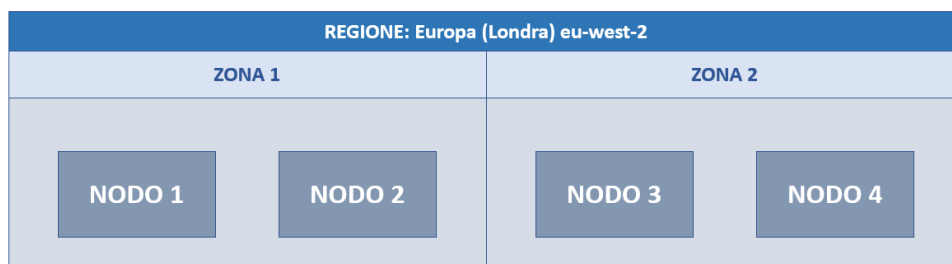 REGIONE: Europa (Londra) eu-west-2
ZONA 1
ZONA 2
NODO 1
NODO 2
NODO 3
NODO 4